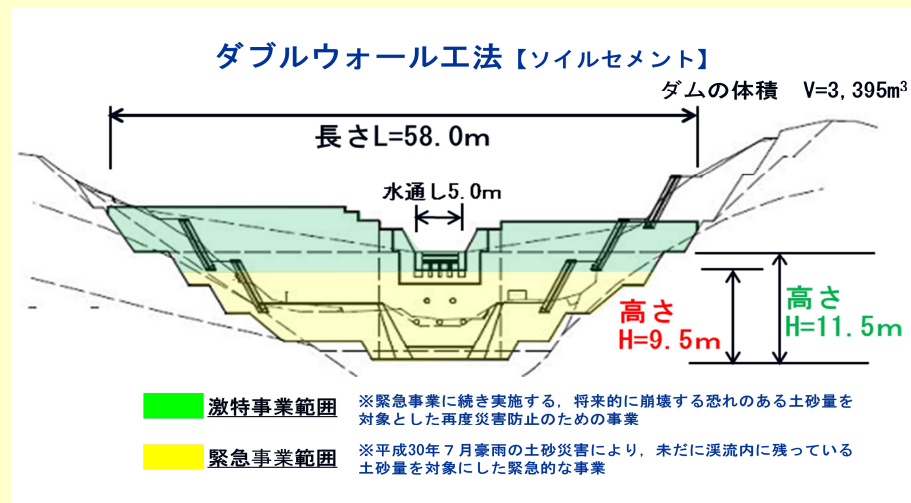 ダブルウォール工法【ソイルセメント】
ダムの体積 V=3,395m³
長さL=58.0m
水通し5.0m
高さ
H=9.5m
高さ
H=11.5m
激特事業範囲
※緊急事業に続き実施する，将来的に崩壊する恐れのある土砂量を
対象とした再度災害防止のための事業
緊急事業範囲
※平成30年７月豪雨の土砂災害により，未だに渓流内に残っている
土砂量を対象にした緊急的な事業